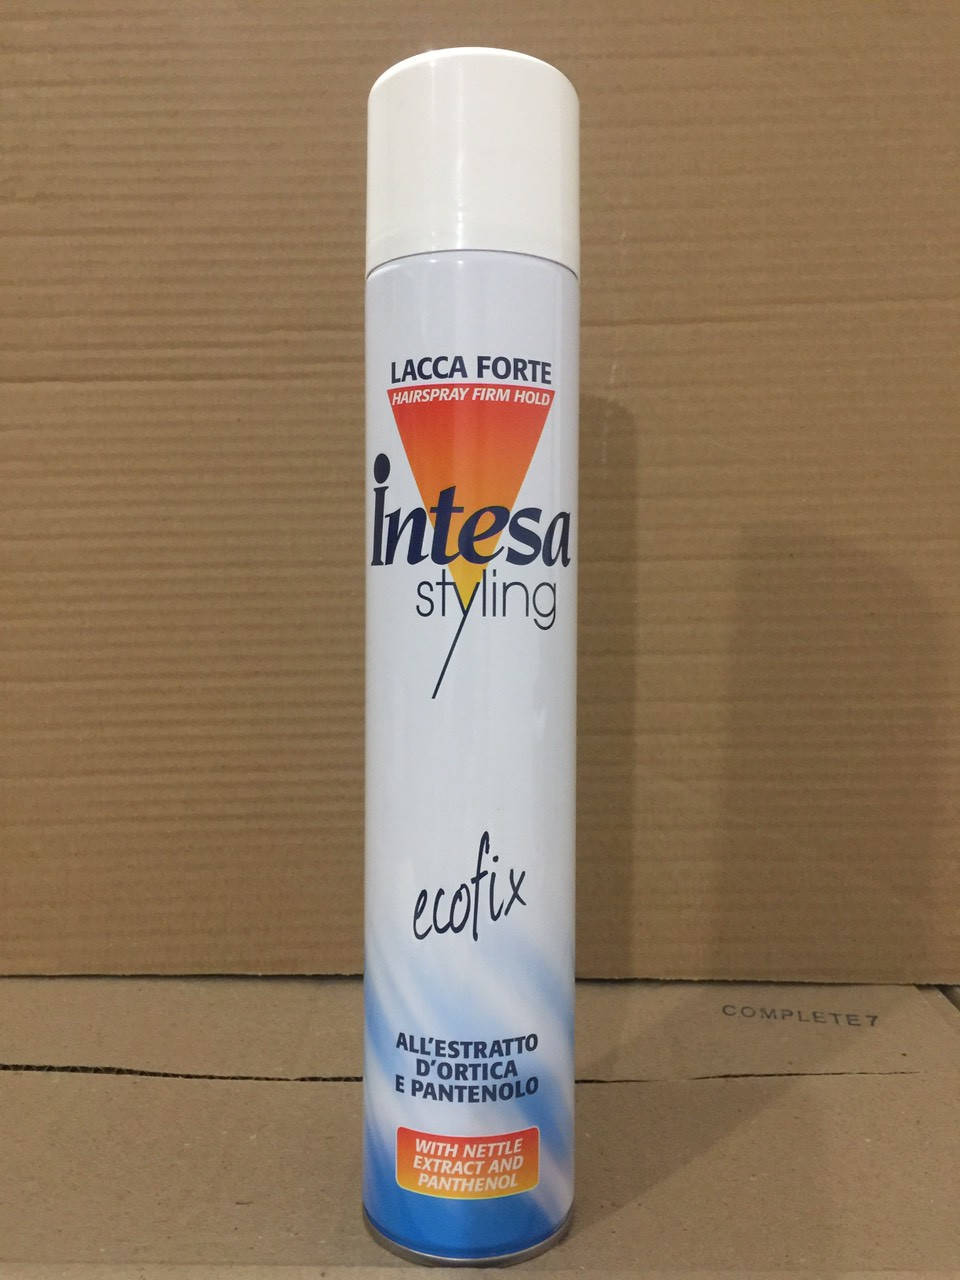 LACCA FORTE
HAIRSPRAY FIRM HOLD
intesa
styling
ecofix
ALL'ESTRATTO
D'ORTICA
E PANTENOLO
WITH NETTLE
EXTRACT AND
PANTHENOL
COMPLETE7